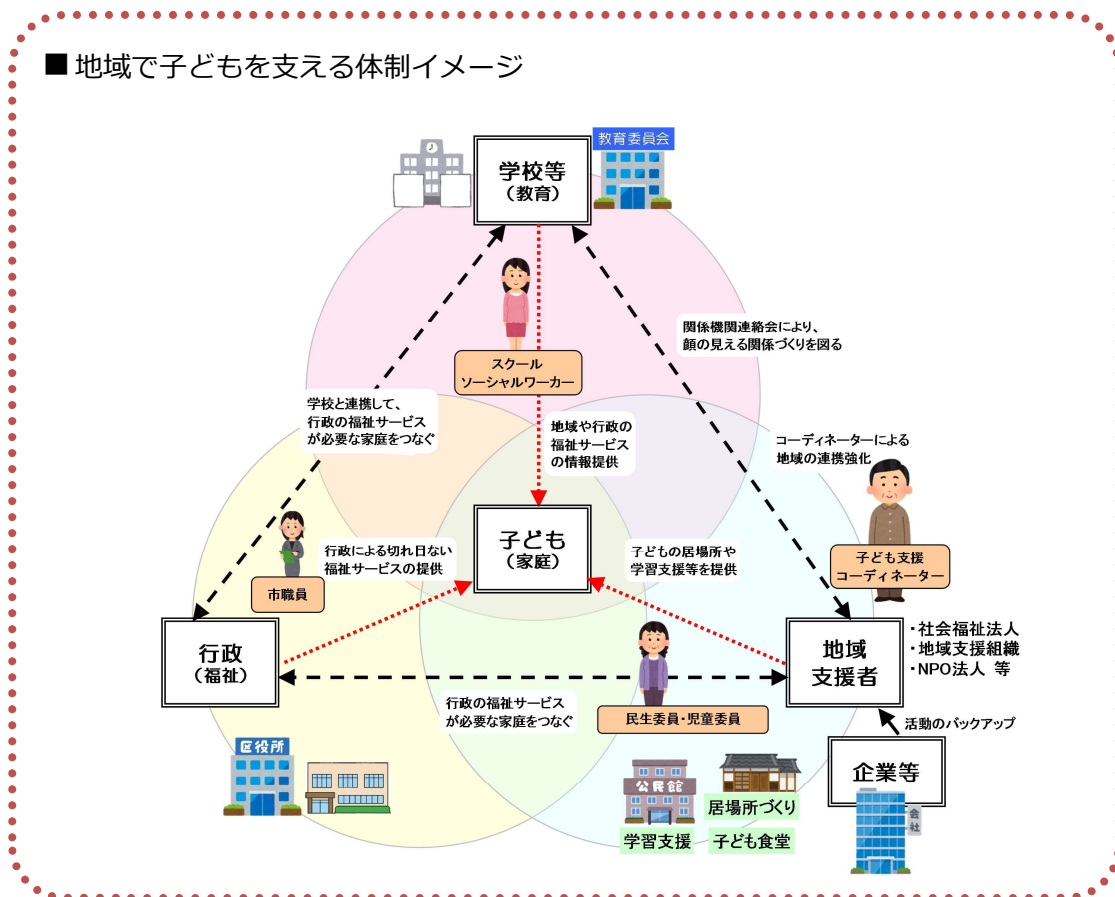 ■地域で子どもを支える体制イメージ
学校等
（教育）
教育委員会
スクール
ソーシャルワーカー
関係機関連絡会により、
顔の見える関係づくりを図る
学校と連携して、
行政の福祉サービス
が必要な家庭をつなぐ
地域や行政の
福祉サービス
の情報提供
コーディネーターによる
地域の連携強化
子ども支援
コーディネーター
子ども
（家庭）
行政による切れ目ない
福祉サービスの提供
子どもの居場所や
学習支援等を提供
市職員
行政
（福祉）
地域
支援者
・社会福祉法人
・地域支援組織
・NPO法人 等
行政の福祉サービス
が必要な家庭をつなぐ
民生委員・児童委員
活動のバックアップ
企業等
会社
区役所
公民館
居場所づくり
学習支援
子ども食堂